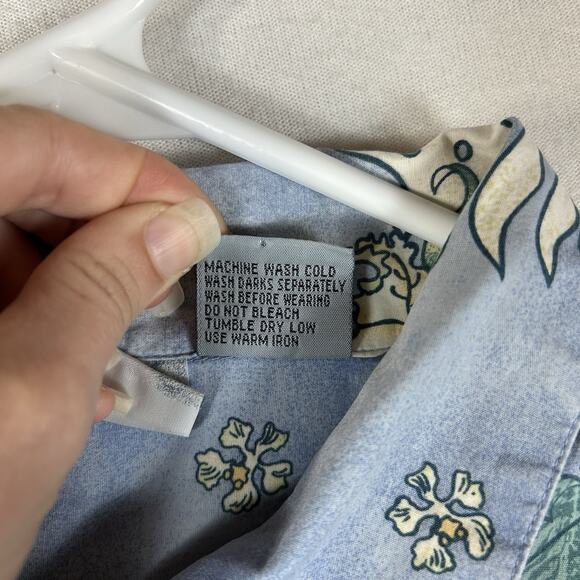 MACHINE WASH COLD
WASH DARKS SEPARATELY
WASH BEFORE WEARING
DO NOT BLEACH
TUMBLE DRY LOW
USE WARM IRON